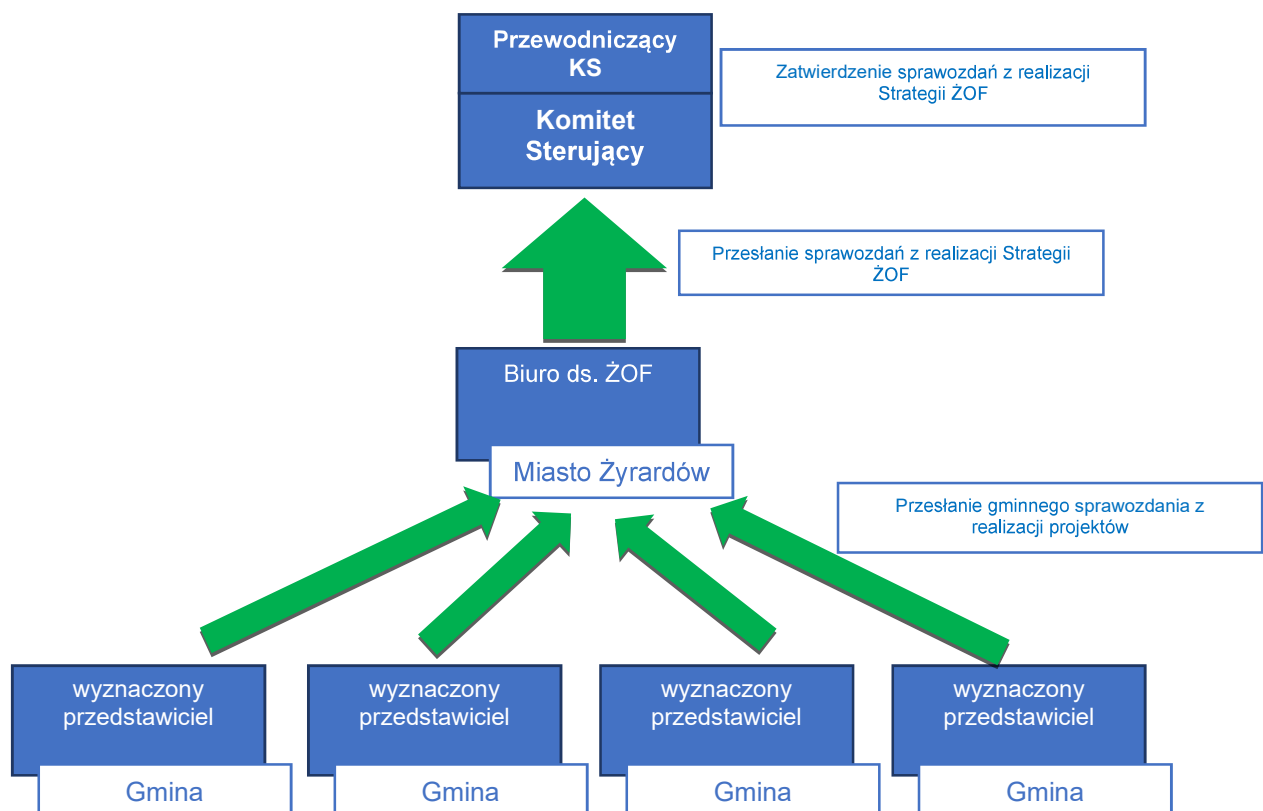 Przewodniczący
KS
Zatwierdzenie sprawozdań z realizacji
Strategii ŻOF
Komitet
Sterujący
Przesłanie sprawozdań z realizacji Strategii
ŻOF
Biuro ds. ŻOF
Miasto Żyrardów
Przesłanie gminnego sprawozdania z
realizacji projektów
wyznaczony
przedstawiciel
Gmina
wyznaczony
przedstawiciel
Gmina
wyznaczony
przedstawiciel
Gmina
wyznaczony
przedstawiciel
Gmina